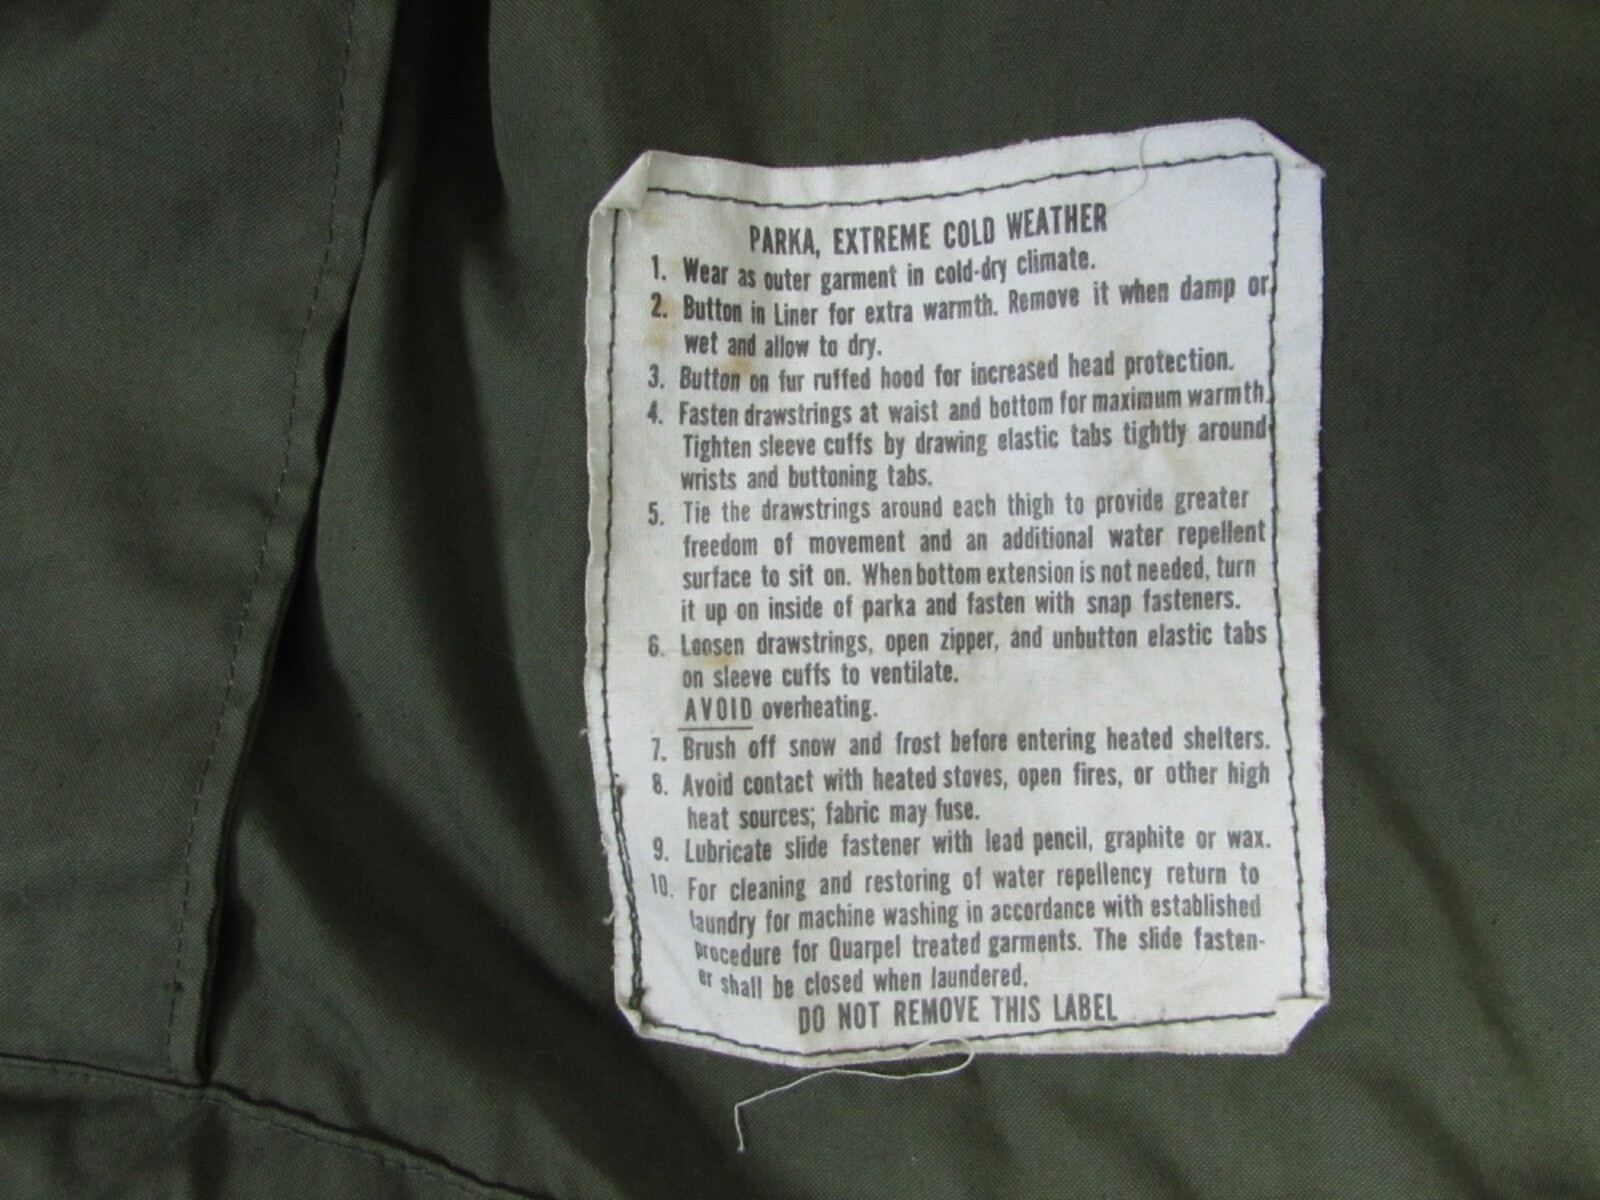 PARKA, EXTREME COLD WEATHER
1. Wear as outer garment in cold-dry climate.
2. Button in Liner for extra warmth. Remove it when damp or
wet and allow to dry.
3. Button on fur ruffed hood for increased head protection.
4. Fasten drawstrings at waist and bottom for maximum warmth.
Tighten sleeve cuffs by drawing elastic tabs tightly around
wrists and buttoning tabs.
5. Tie the drawstrings around each thigh to provide greater
freedom of movement and an additional water repellent
surface to sit on. When bottom extension is not needed, turn
it up on inside of parka and fasten with snap fasteners.
6. Loosen drawstrings, open zipper, and unbutton elastic tabs
on sleeve cuffs to ventilate.
AVOID overheating.
7. Brush off snow and frost before entering heated shelters.
8. Avoid contact with heated stoves, open fires, or other high
heat sources; fabric may fuse.
9. Lubricate slide fastener with lead pencil, graphite or wax.
10. For cleaning and restoring of water repellency return to
laundry for machine washing in accordance with established
procedure for Quarpel treated garments. The slide fasten-
er shall be closed when laundered.
DO NOT REMOVE THIS LABEL